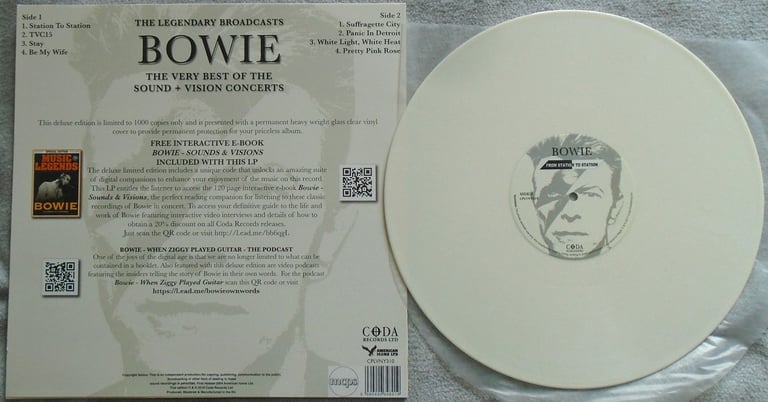 Side 1
1. Station To Station
2. TVC15
3. Stay
4. Be My Wife
THE LEGENDARY BROADCASTS
BOWIE
THE VERY BEST OF THE
SOUND + VISION CONCERTS
Side 2
1. Suffragette City
2. Panic In Detroit
3. White Light, White Heat
4. Pretty Pink Rose
This deluxe edition is limited to 1000 copies only and is presented with a permanent heavy weight glass clear vinyl
cover to provide permanent protection for your priceless album.
FREE INTERACTIVE E-BOOK
BOWIE - SOUNDS & VISIONS
INCLUDED WITH THIS LP
The deluxe limited edition includes a unique code that unlocks an amazing suite
of digital companions to enhance your enjoyment of the music on this record.
This LP entitles the listener to access the 120 page interactive e-book Bowie -
Sounds & Visions, the perfect reading companion for listening to these classic
recordings of Bowie in concert. To access your definitive guide to the life and
work of Bowie featuring interactive video interviews and details of how to
obtain a 20% discount on all Coda Records releases.
Just scan the QR code or visit http://Lead.me/bb6qgL
MUSIC
LEGENDS
BOWIE
BOWIE - WHEN ZIGGY PLAYED GUITAR - THE PODCAST
One of the joys of the digital age is that we are no longer limited to what can be
contained in a booklet. Also featured with this deluxe edition are video podcasts
featuring the insiders telling the story of Bowie in their own words. For the podcast
Bowie - When Ziggy Played Guitar scan this QR code or visit
https://Lead.me/bowieownwords
CODA
RECORDS LTD
AMERICAN
ICONS LTD
CPLVNY310
mcps
BOWIE
FROM STATION TO STATION
CODA